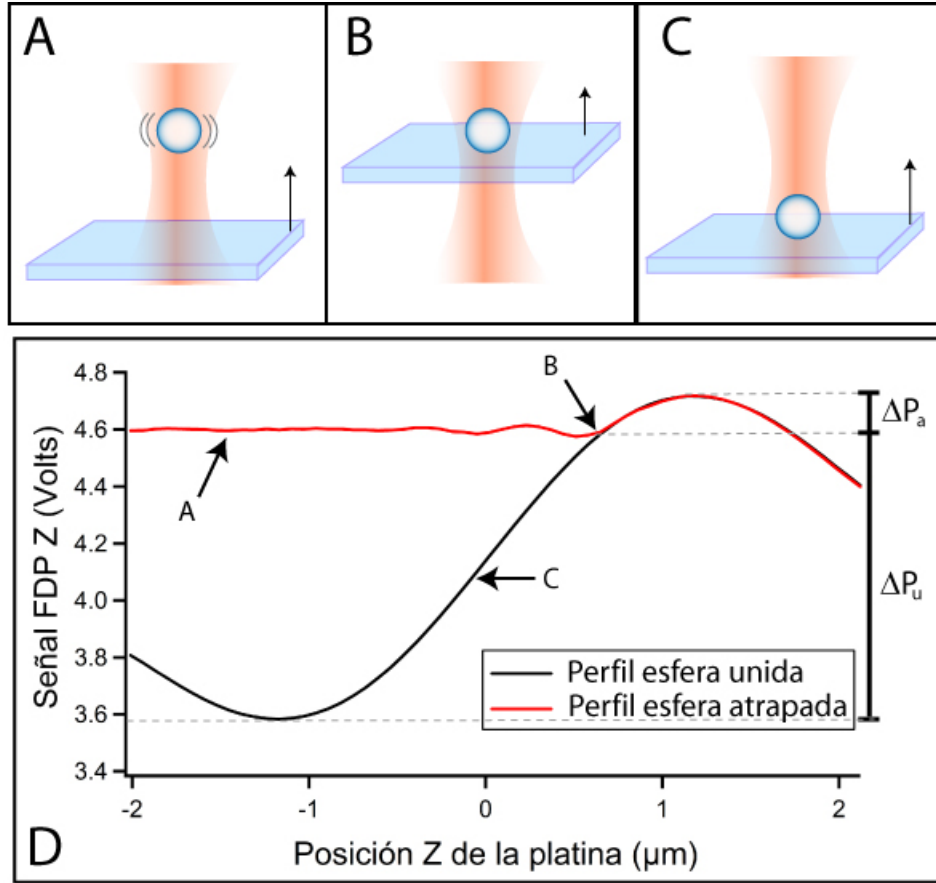 A
B
C
4.8
4.6
4.4
4.2
4.0
3.8
3.6
3.4
Señal FDP Z (Volts)
B
A
C
ΔPa
ΔPu
Perfil esfera unida
Perfil esfera atrapada
-2
-1
0
1
2
Posición Z de la platina (µm)
D